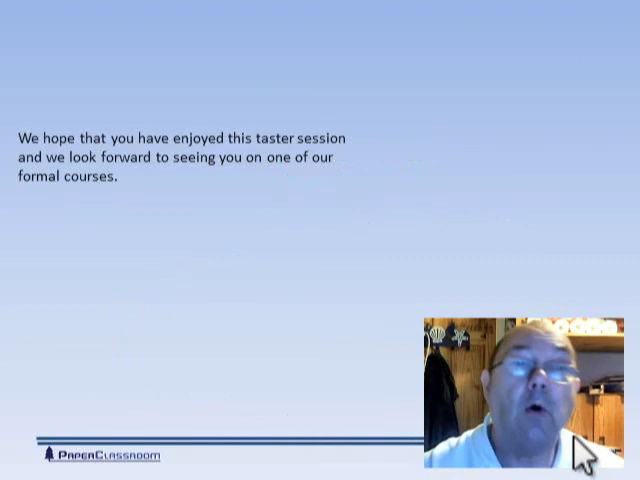 We hope that you have enjoyed this taster session
and we look forward to seeing you on one of our
formal courses.
PAPERCLASSROOM